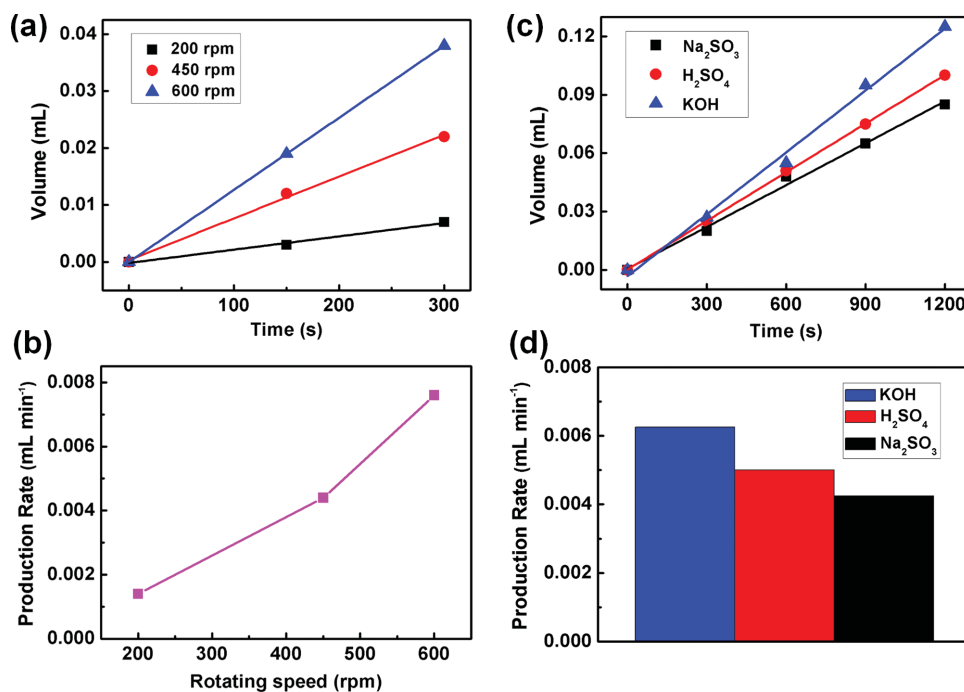 (a)
Volume (mL)
0.04
0.03
0.02
0.01
0.00
200 rpm
450 rpm
600 rpm
0
100
200
300
Time (s)
(c)
Volume (mL)
0.12
0.09
0.06
0.03
0.00
Na₂SO₃
H₂SO₄
KOH
0
300
600
900
1200
Time (s)
(b)
Production Rate (mL min⁻¹)
0.008
0.006
0.004
0.002
0.000
200
300
400
500
600
Rotating speed (rpm)
(d)
Production Rate (mL min⁻¹)
0.008
0.006
0.004
0.002
0.000
KOH
H₂SO₄
Na₂SO₃